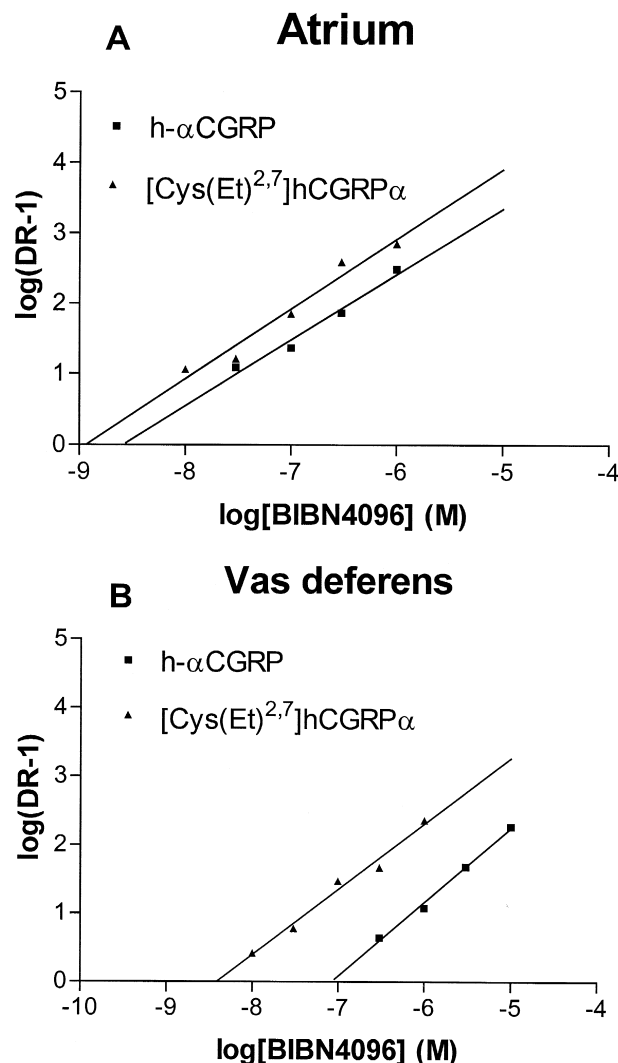 A Atrium
5
h-αCGRP
4
[Cys(Et)2,7]hCGRPα
3
log(DR-1)
2
1
0
-9 -8 -7 -6 -5 -4
log[BIBN4096] (M)
B Vas deferens
5
h-αCGRP
4
[Cys(Et)2,7]hCGRPα
3
log(DR-1)
2
1
0
-10 -9 -8 -7 -6 -5 -4
log[BIBN4096] (M)